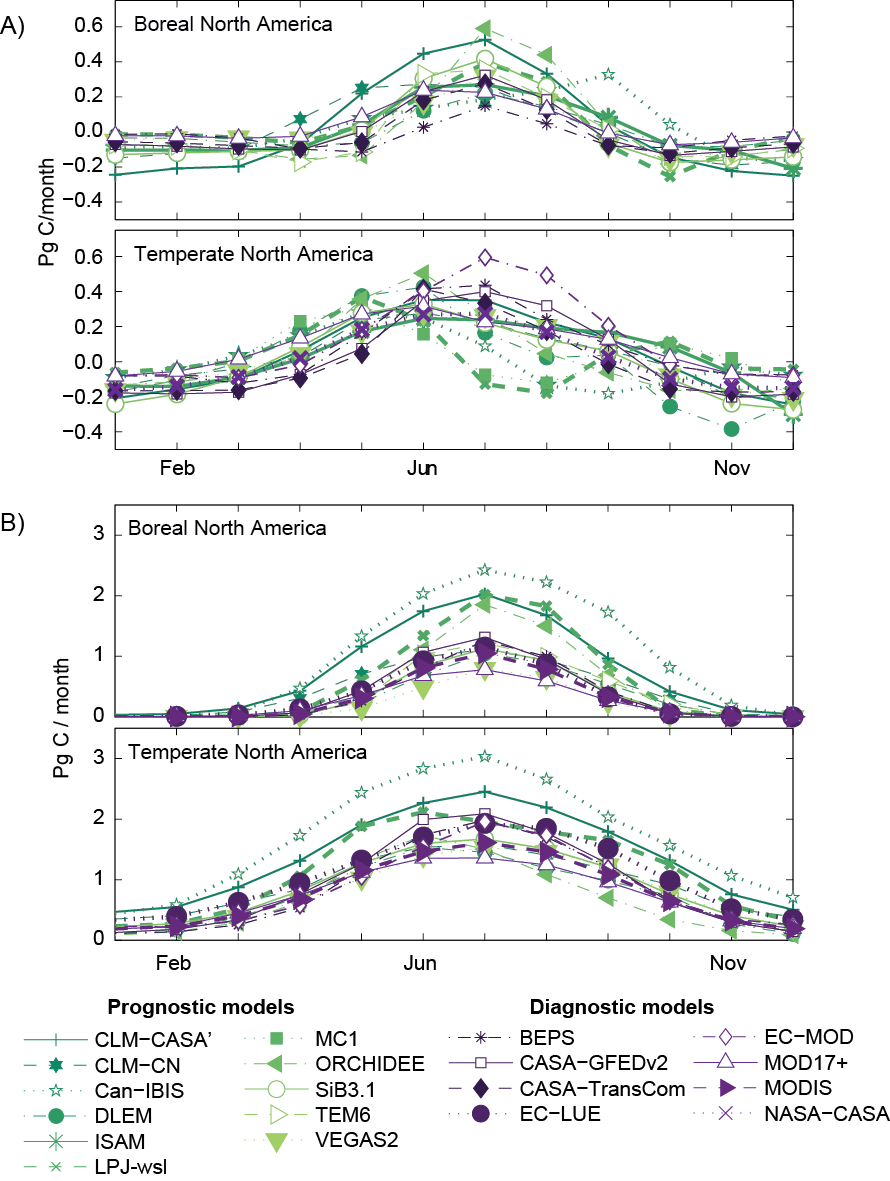 A)
Boreal North America
0.6
0.4
0.2
0.0
−0.2
−0.4
Pg C/month
Temperate North America
0.6
0.4
0.2
0.0
−0.2
−0.4
Feb
Jun
Nov
B)
Boreal North America
3
2
1
0
Pg C / month
Temperate North America
3
2
1
0
Feb
Jun
Nov
Prognostic models
CLM−CASA’
CLM−CN
Can−IBIS
DLEM
ISAM
LPJ-wsl
MC1
ORCHIDEE
SiB3.1
TEM6
VEGAS2
Diagnostic models
BEPS
CASA−GFEDv2
CASA−TransCom
EC−LUE
EC−MOD
MOD17+
MODIS
NASA−CASA